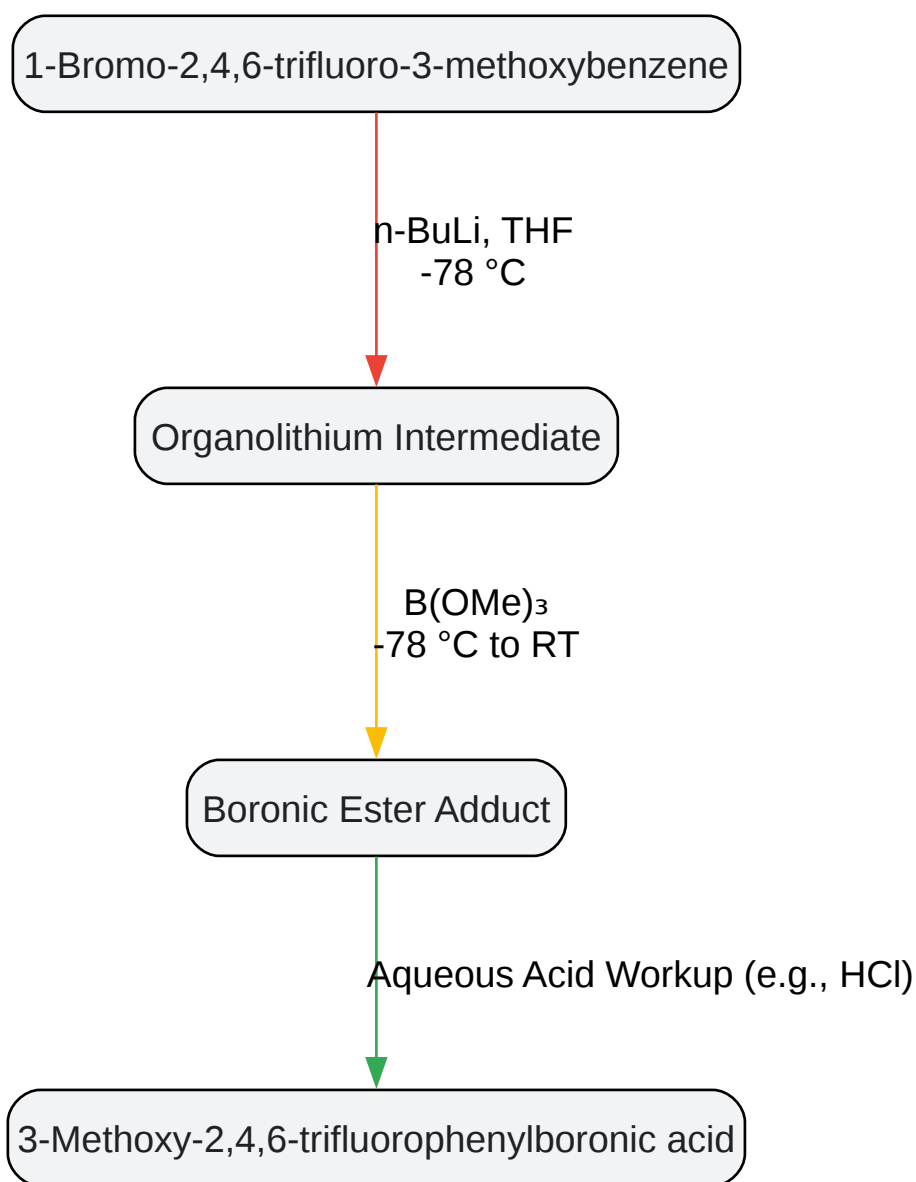 1-Bromo-2,4,6-trifluoro-3-methoxybenzene
n-BuLi, THF
-78 °C
Organolithium Intermediate
B(OMe)₃
-78 °C to RT
Boronic Ester Adduct
Aqueous Acid Workup (e.g., HCl)
3-Methoxy-2,4,6-trifluorophenylboronic acid